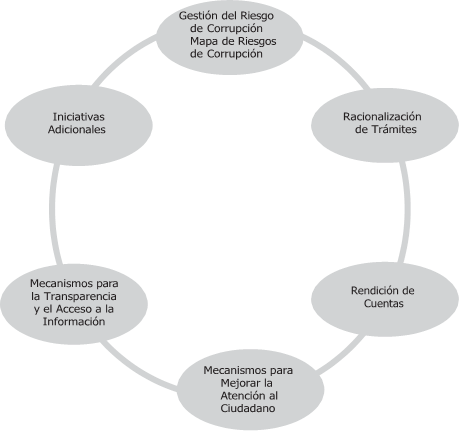 Gestión del Riesgo
de Corrupción
Mapa de Riesgos
de Corrupción
Racionalización
de Trámites
Rendición de
Cuentas
Mecanismos para
Mejorar la
Atención al
Ciudadano
Mecanismos para
la Transparencia
y el Acceso a la
Información
Iniciativas
Adicionales